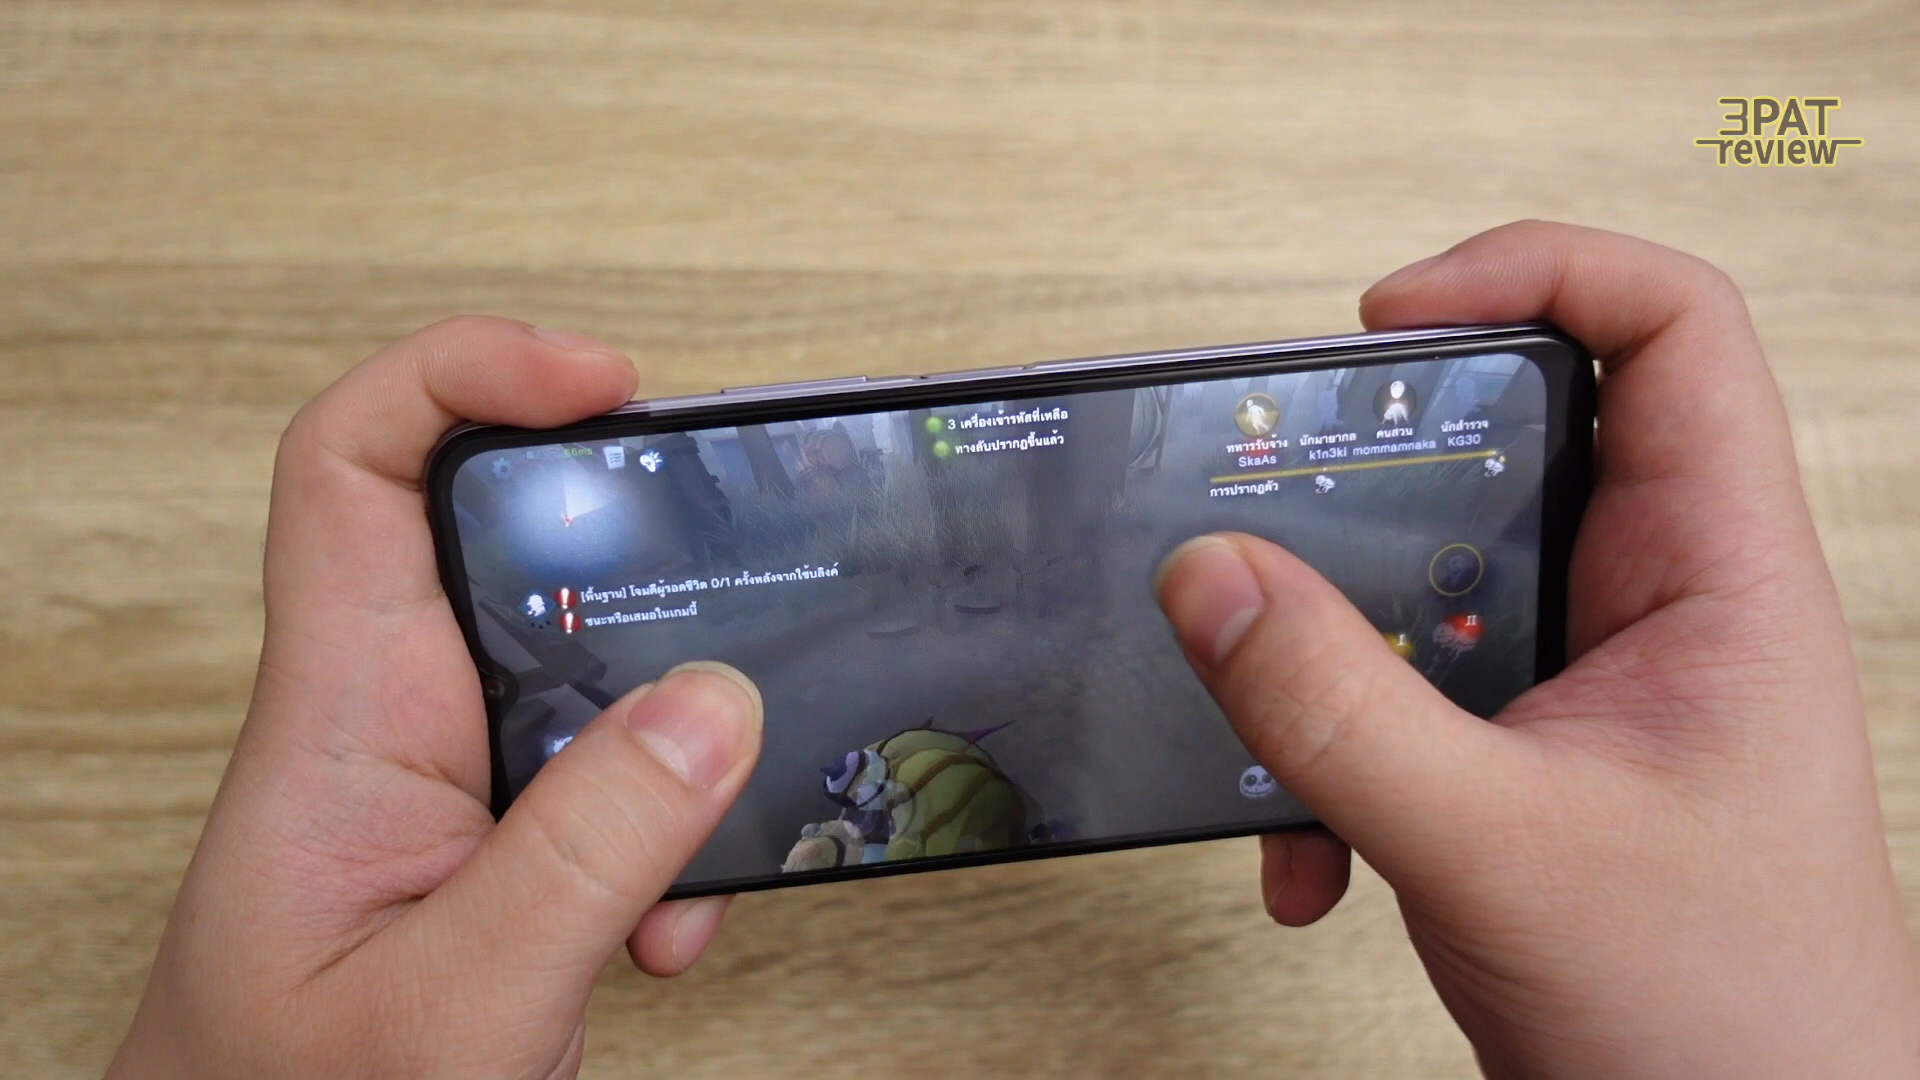 3PAT
review
66ms
3 เครื่องเข้ารหัสที่เหลือ
ทางลับปรากฏขึ้นแล้ว
ทหารรับจ้าง
SkaAs
นักมายากล
k1n3ki
คนสวน
mommamnaka
นักสำรวจ
KG30
การปรากฏตัว
[พื้นฐาน] โจมตีผู้รอดชีวิต 0/1 ครั้งหลังจากใช้บลิงค์
ชนะหรือเสมอในเกมนี้
I
II